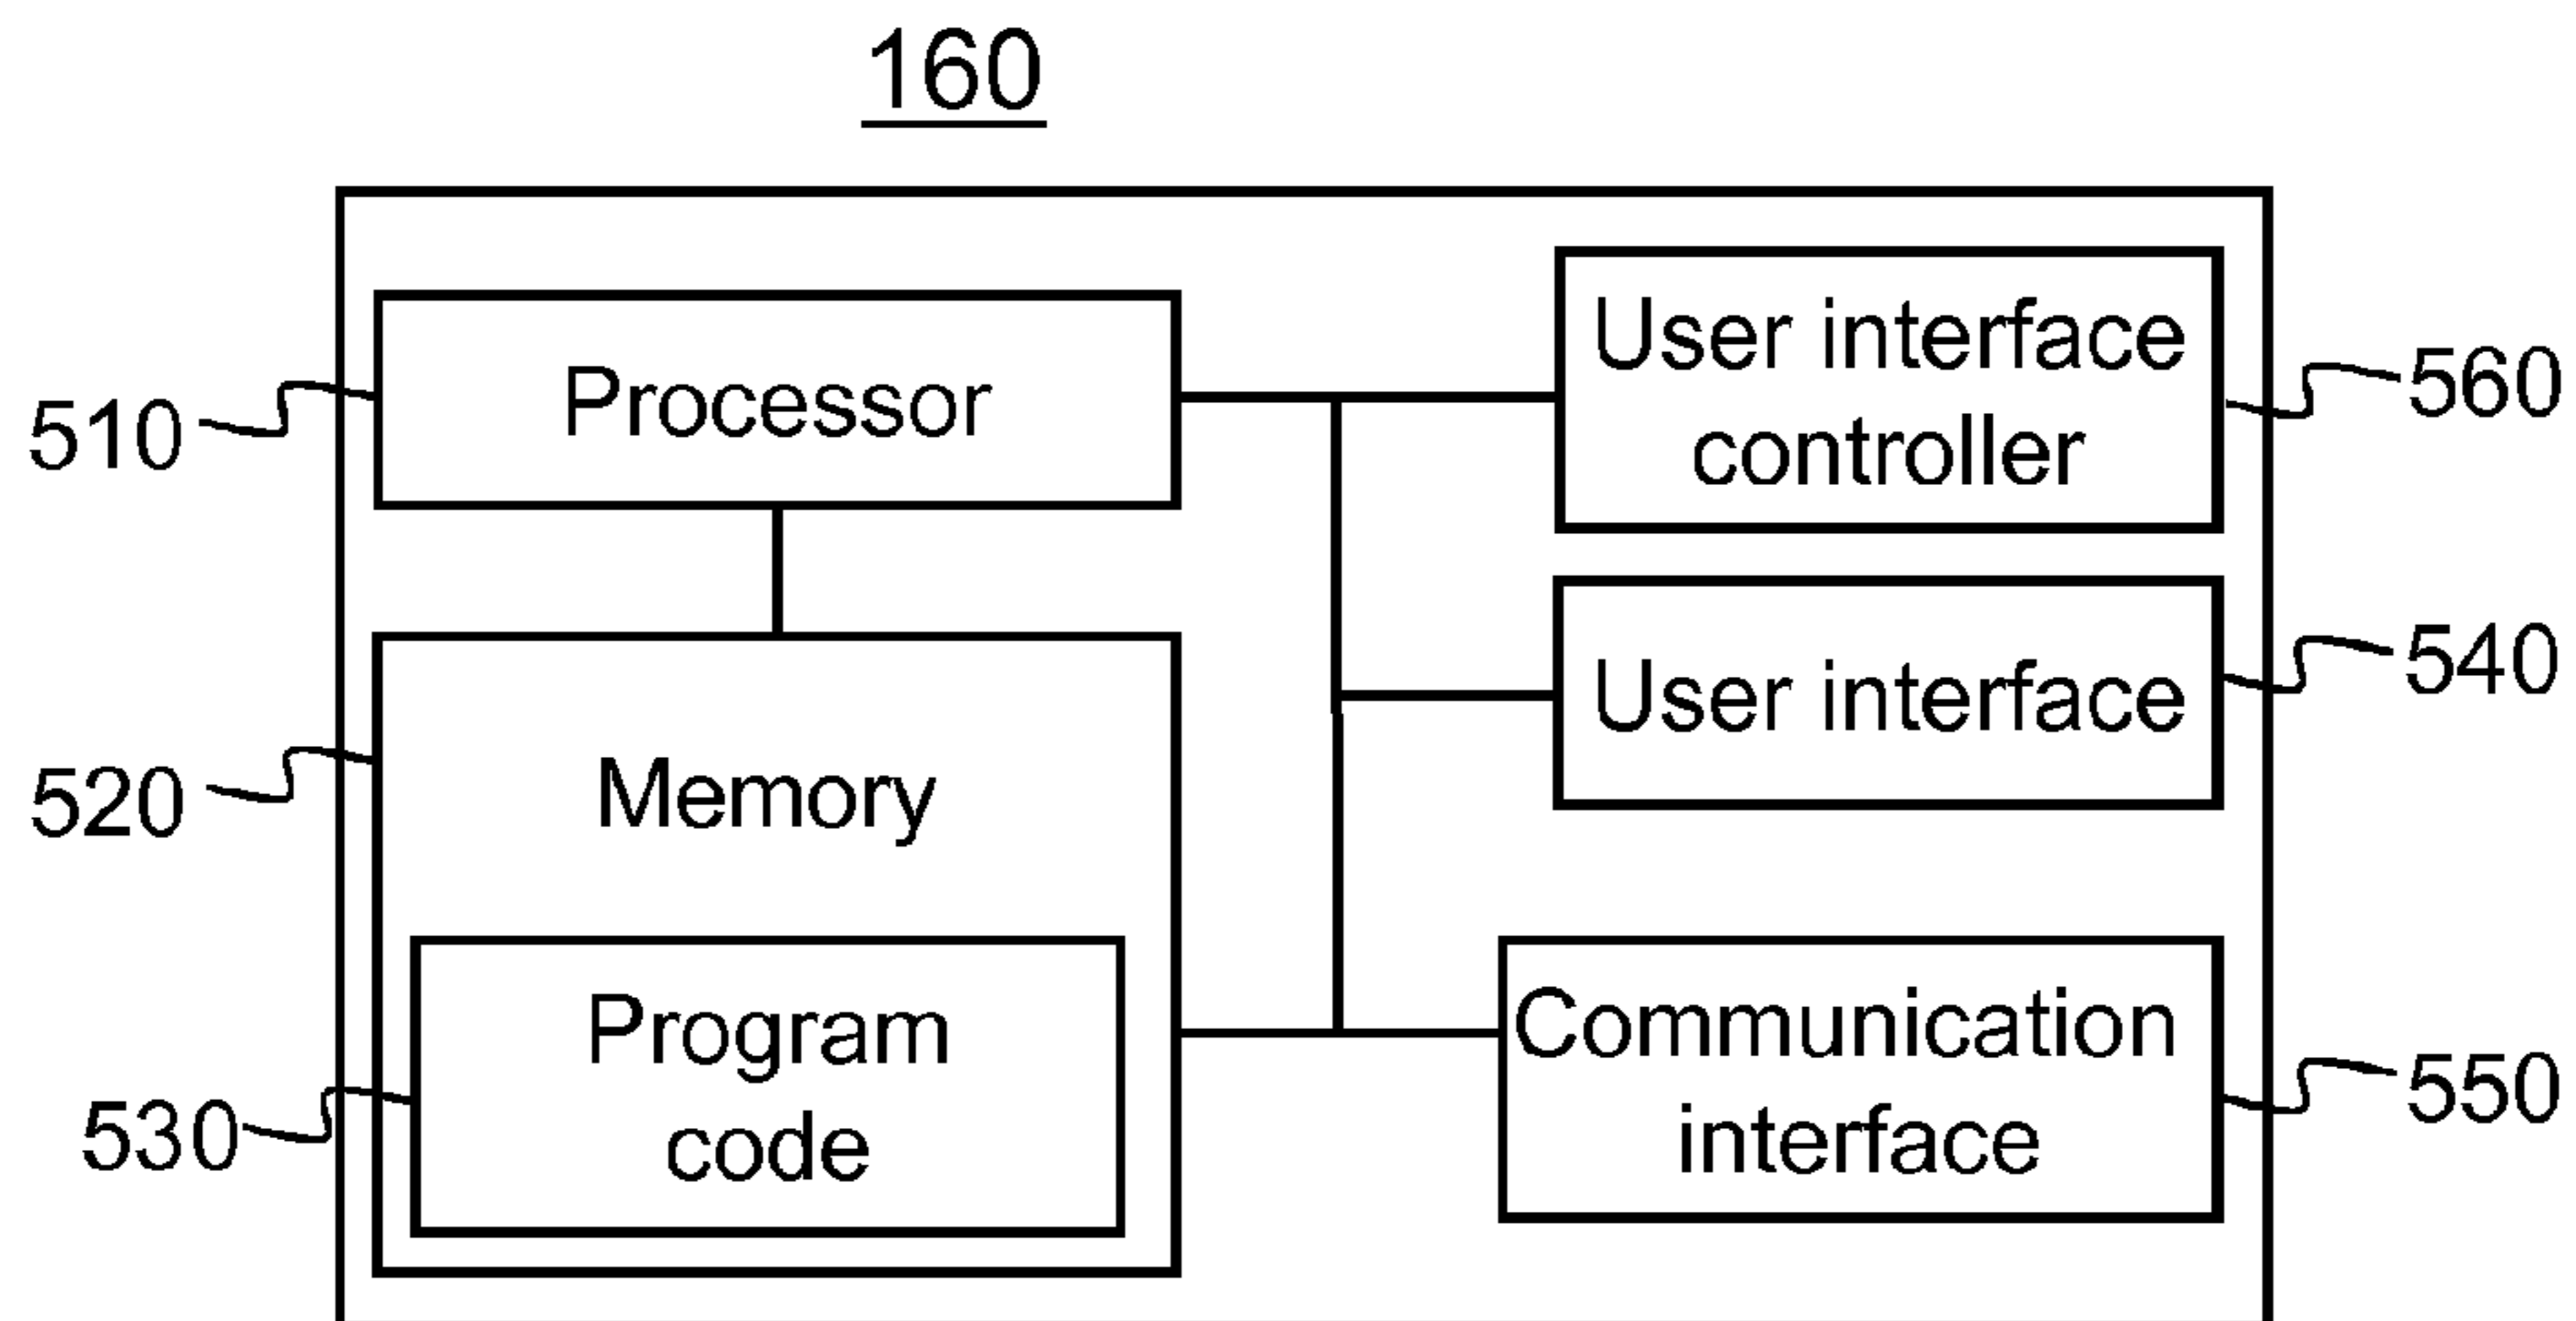 160
510
Processor
User interface
controller
560
User interface
540
520
Memory
530
Program
code
Communication
interface
550